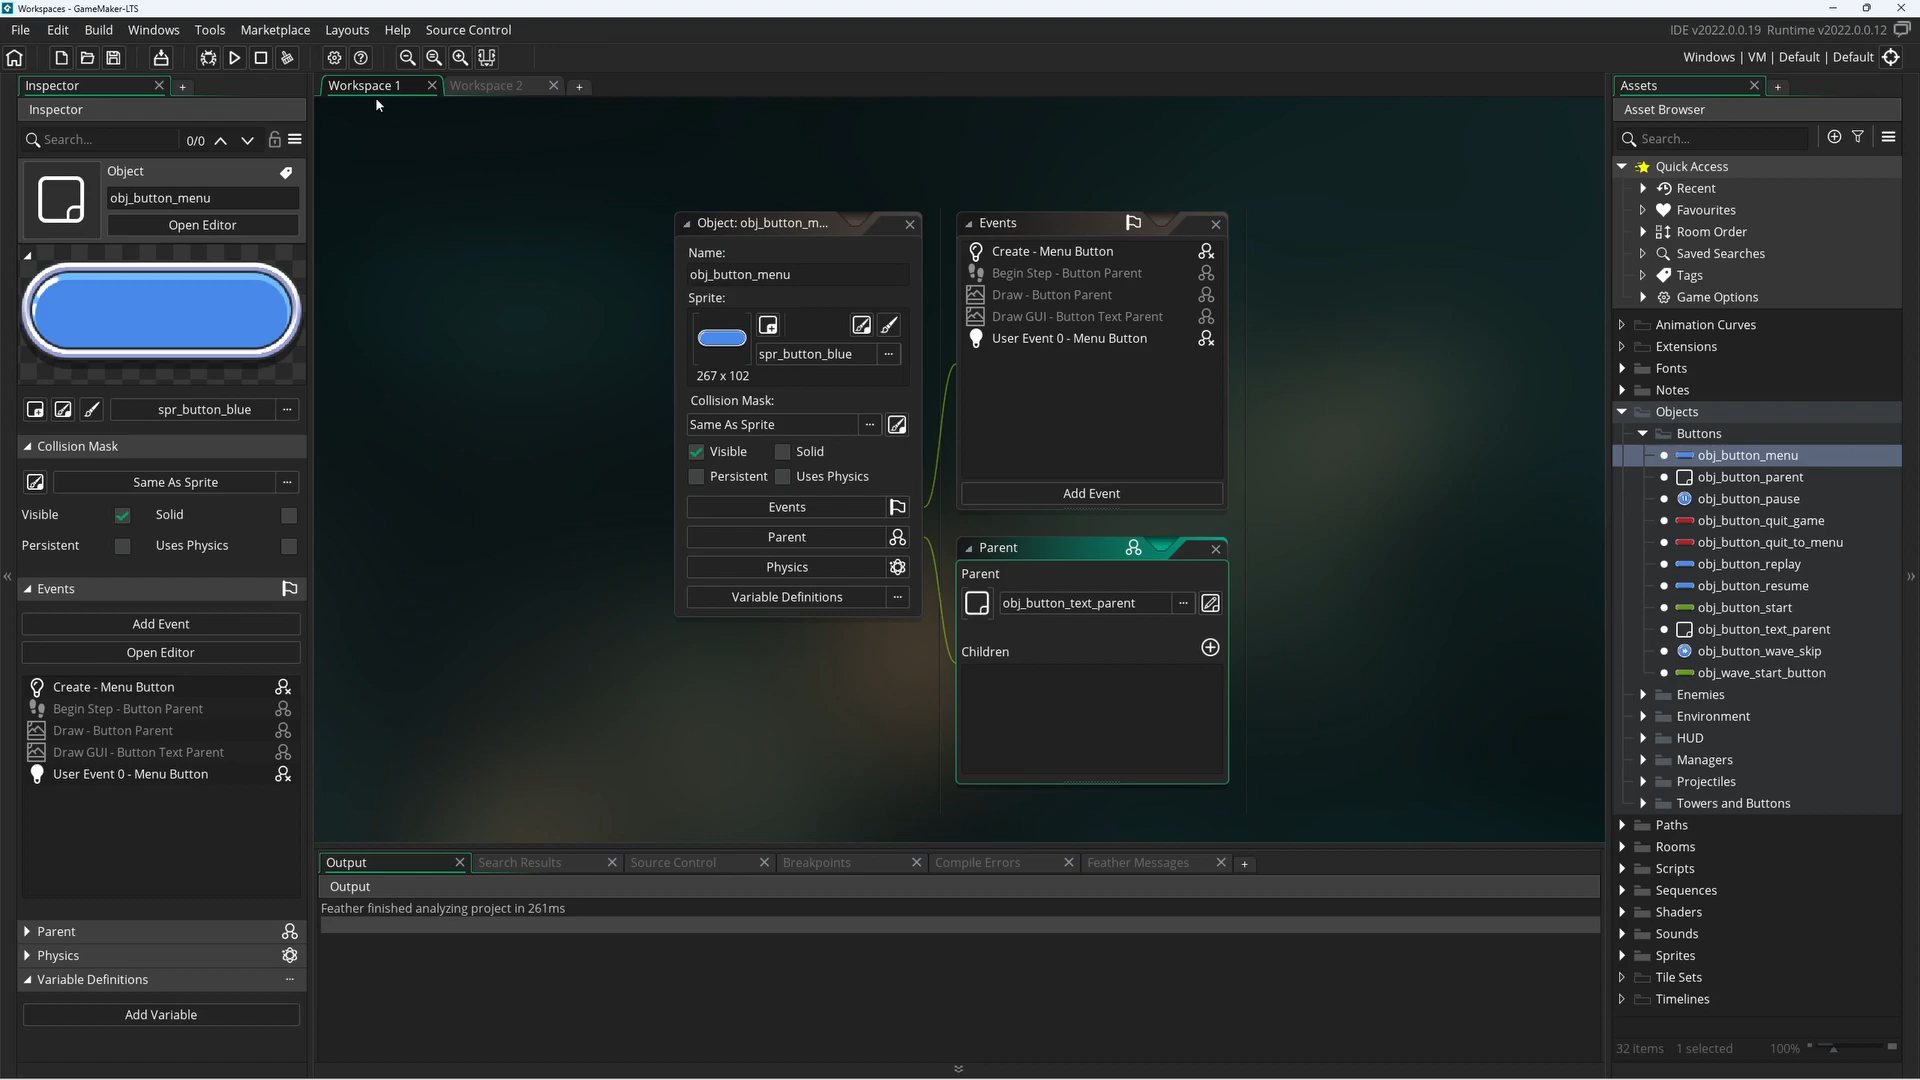 Workspaces - GameMaker-LTS
File Edit Build Windows Tools Marketplace Layouts Help Source Control
IDE v2022.0.0.19 Runtime v2022.0.0.12
Windows | VM | Default | Default
Inspector
Inspector
Search...
0/0
Object
obj_button_menu
Open Editor
spr_button_blue
...
Collision Mask
Same As Sprite
...
Visible
Solid
Persistent
Uses Physics
Events
Add Event
Open Editor
Create - Menu Button
Begin Step - Button Parent
Draw - Button Parent
Draw GUI - Button Text Parent
User Event 0 - Menu Button
Parent
Physics
Variable Definitions
...
Add Variable
Workspace 1
Workspace 2
Object: obj_button_m...
Name:
obj_button_menu
Sprite:
spr_button_blue
...
267 x 102
Collision Mask:
Same As Sprite
...
Visible
Solid
Persistent
Uses Physics
Events
Parent
Physics
Variable Definitions
...
Events
Create - Menu Button
Begin Step - Button Parent
Draw - Button Parent
Draw GUI - Button Text Parent
User Event 0 - Menu Button
Add Event
Parent
Parent
obj_button_text_parent
...
Children
Output
Search Results
Source Control
Breakpoints
Compile Errors
Feather Messages
Output
Feather finished analyzing project in 261ms
Assets
Asset Browser
Search...
Quick Access
Recent
Favourites
Room Order
Saved Searches
Tags
Game Options
Animation Curves
Extensions
Fonts
Notes
Objects
Buttons
obj_button_menu
obj_button_parent
obj_button_pause
obj_button_quit_game
obj_button_quit_to_menu
obj_button_replay
obj_button_resume
obj_button_start
obj_button_text_parent
obj_button_wave_skip
obj_wave_start_button
Enemies
Environment
HUD
Managers
Projectiles
Towers and Buttons
Paths
Rooms
Scripts
Sequences
Shaders
Sounds
Sprites
Tile Sets
Timelines
32 items 1 selected 100%